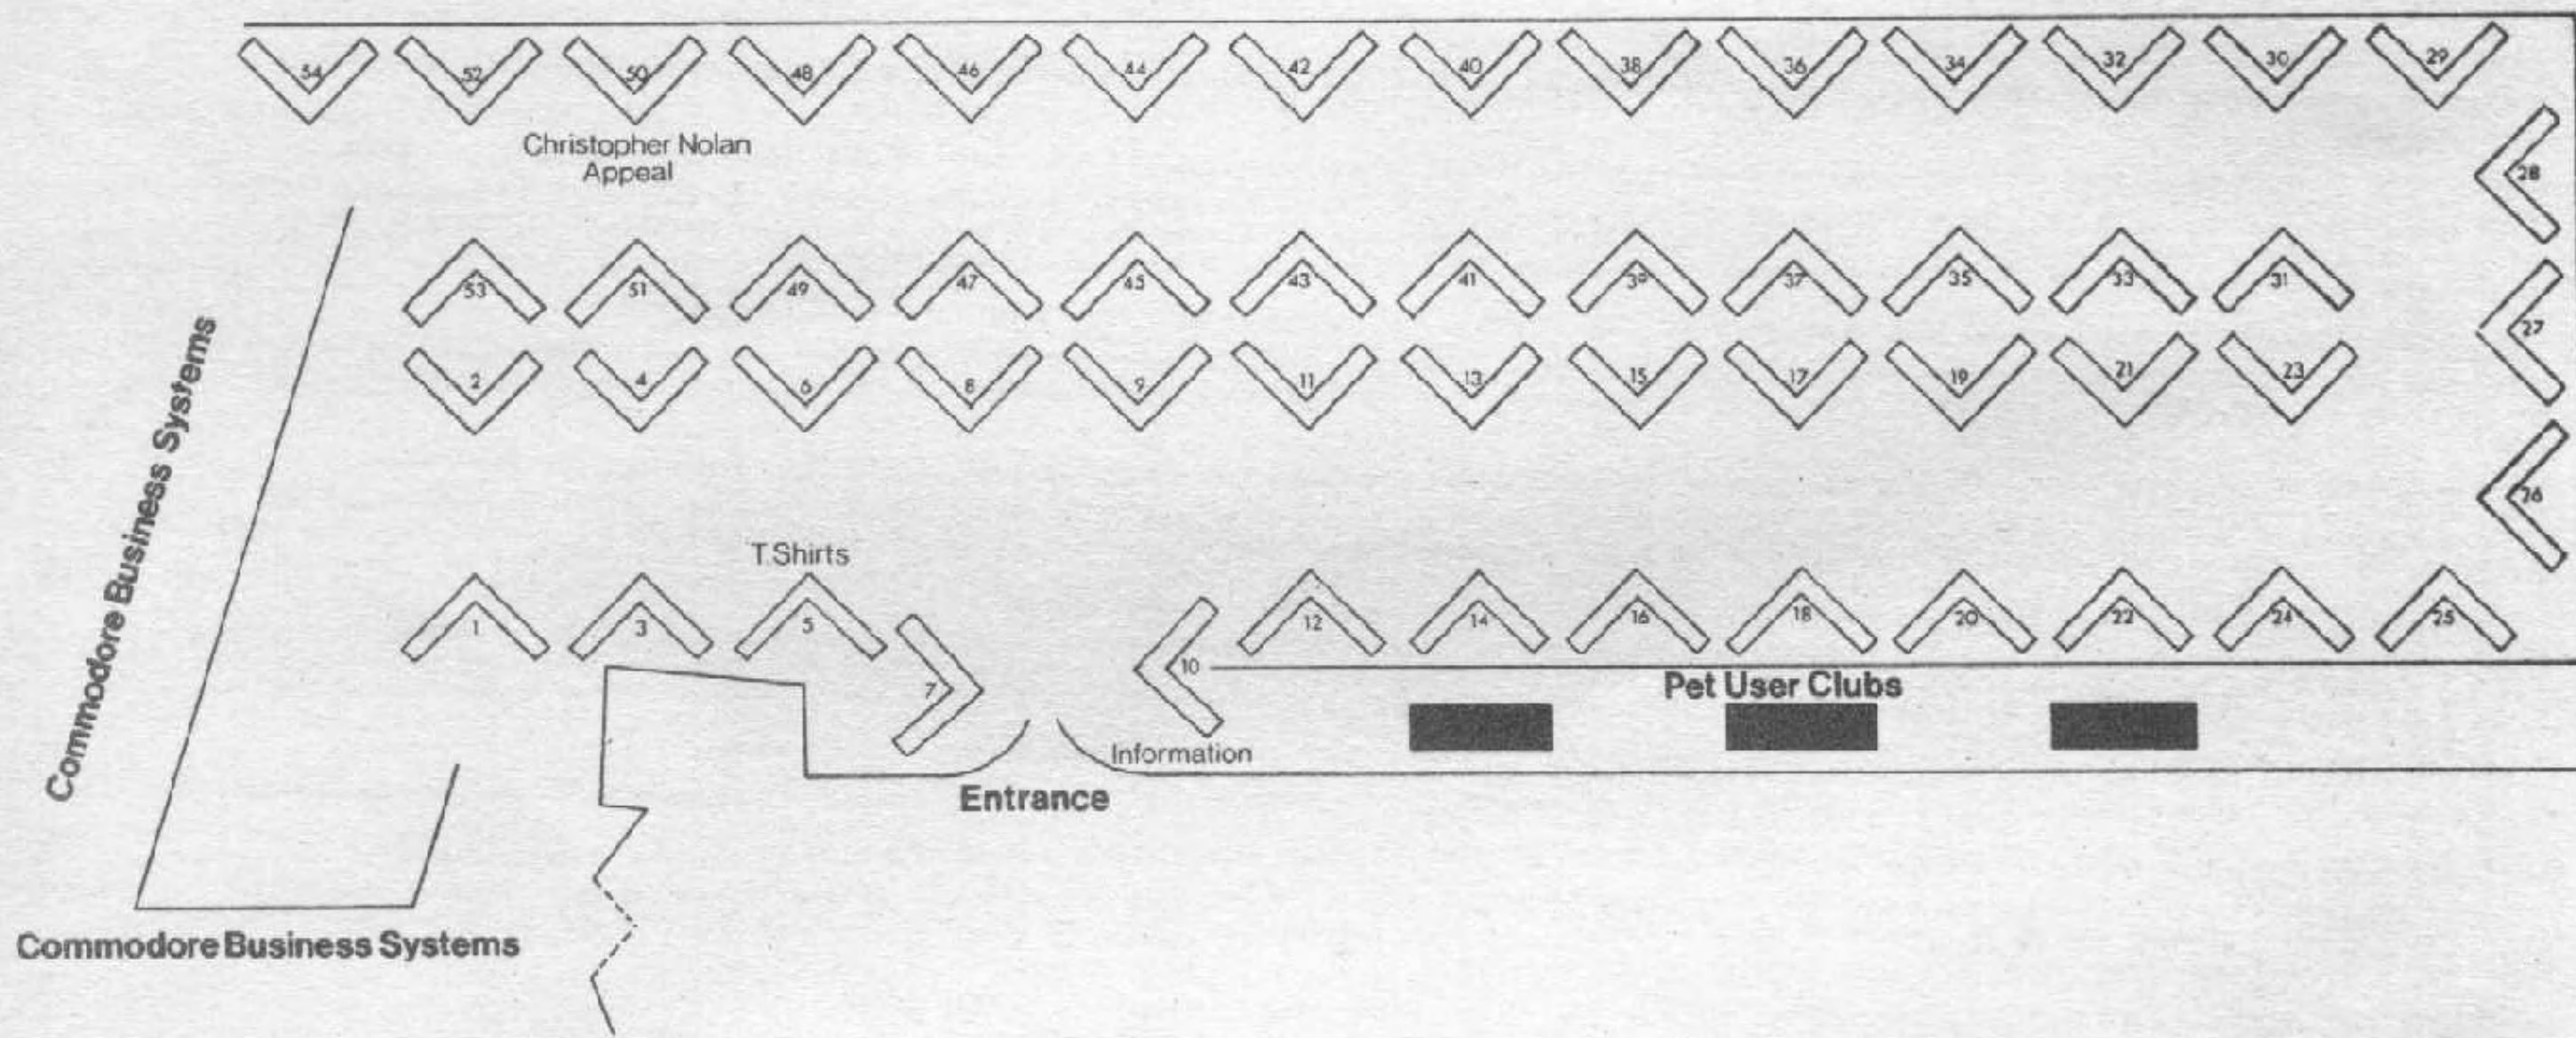 54 52 50 48 46 44 42 40 38 36 34 32 30 29
Christopher Nolan
Appeal
28
53 51 49 47 45 43 41 39 37 35 33 31
27
2 4 6 8 9 11 13 15 17 19 21 23
26
Commodore Business Systems
T.Shirts
1 3 5 12 14 16 18 20 22 24 25
7 10
Pet User Clubs
Information
Entrance
Commodore Business Systems